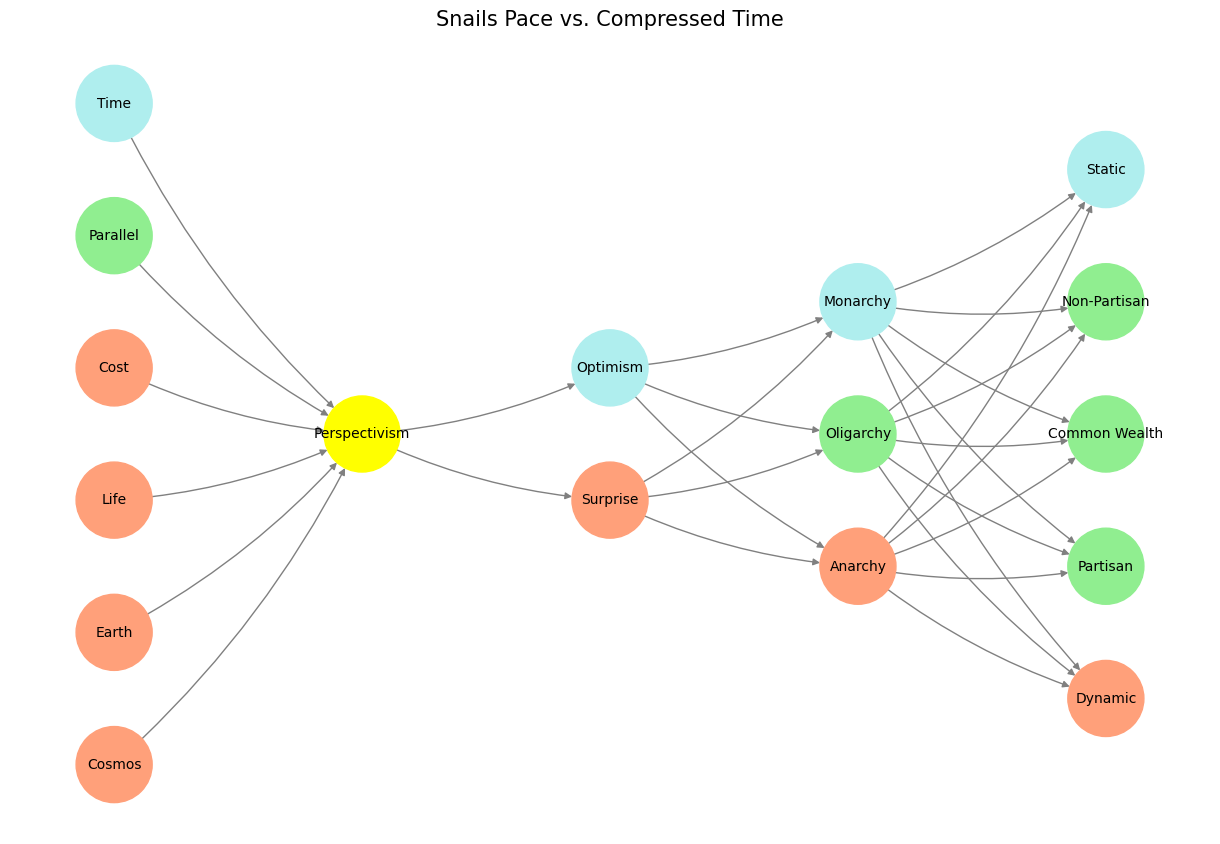 Snails Pace vs. Compressed Time
Time
Parallel
Cost
Life
Earth
Cosmos
Perspectivism
Optimism
Surprise
Monarchy
Oligarchy
Anarchy
Static
Non-Partisan
Common Wealth
Partisan
Dynamic